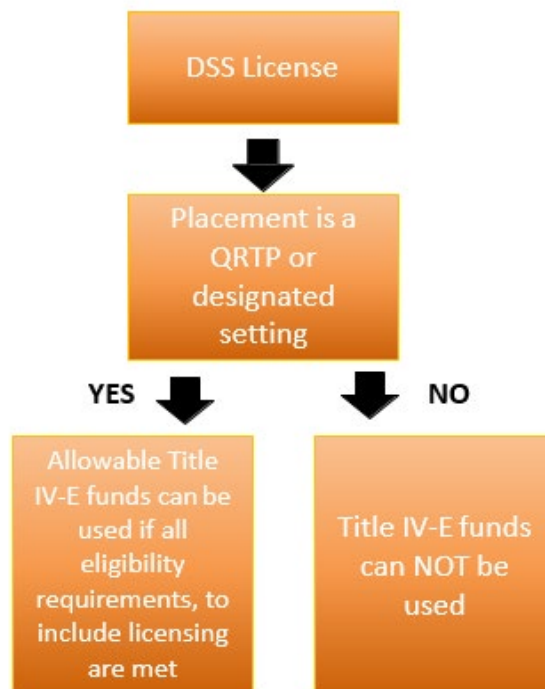 DSS License
Placement is a
QRTP or
designated
setting
YES
NO
Allowable Title
IV-E funds can be
used if all
eligibility
requirements, to
include licensing
are met
Title IV-E funds
can NOT be
used